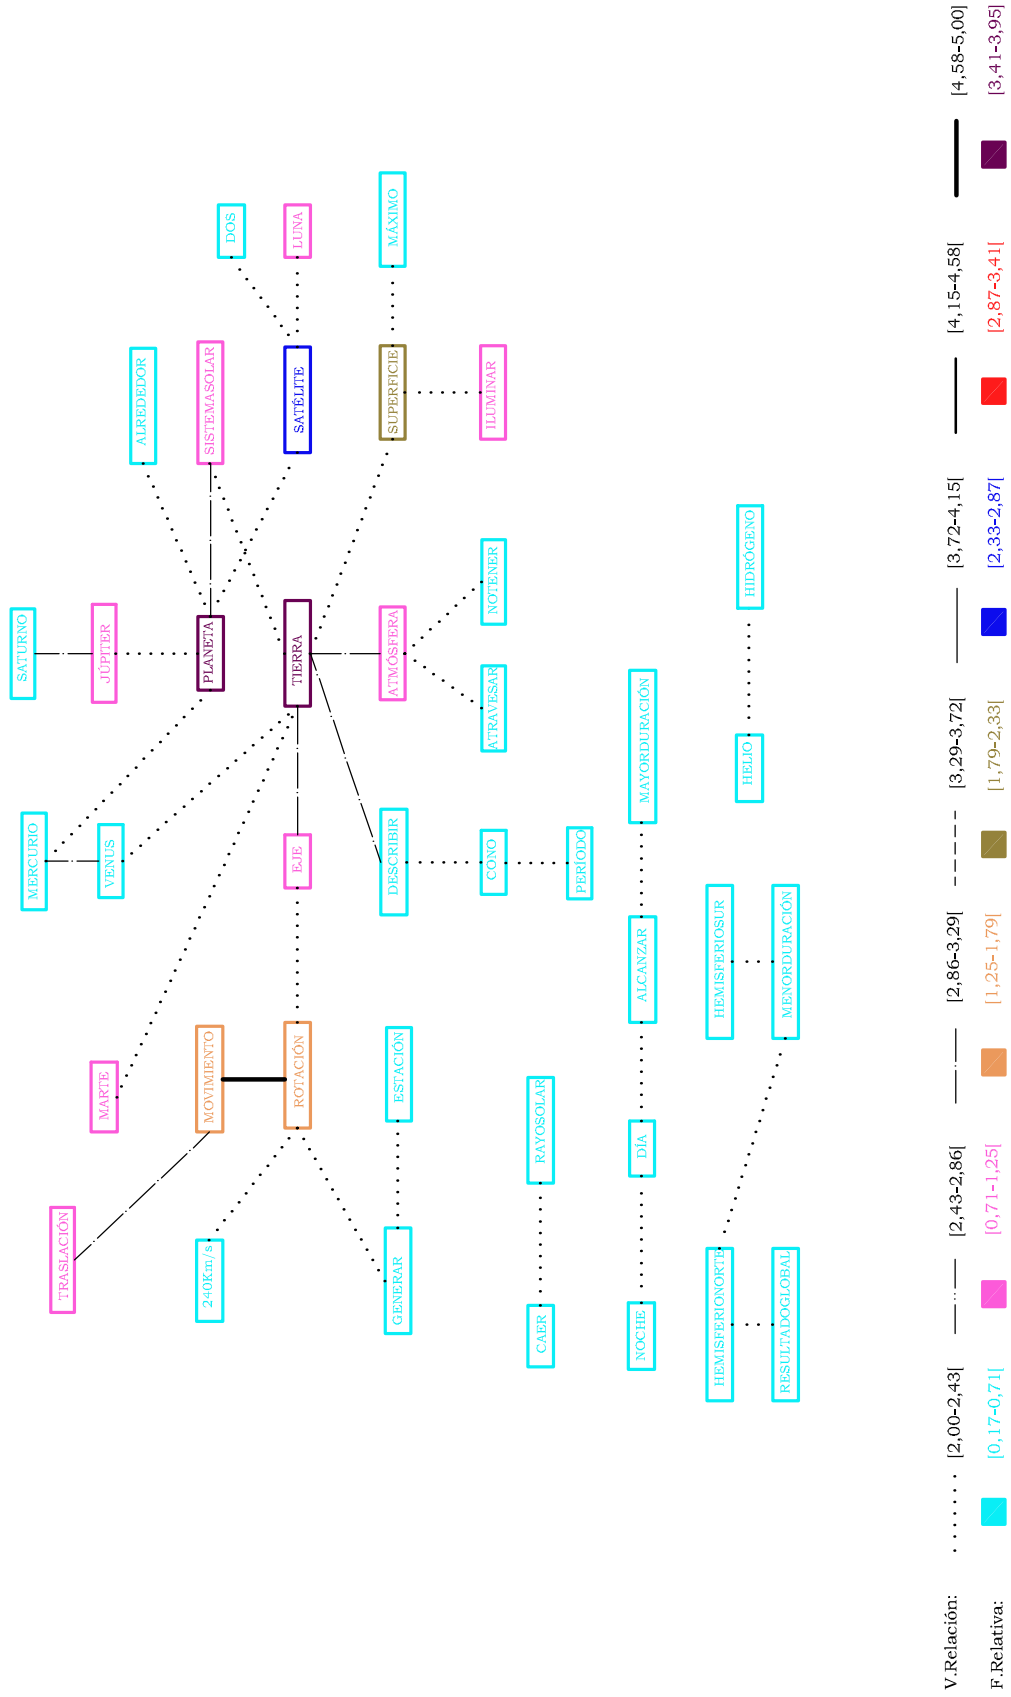 MERCURIO
SATURNO
TRASLACIÓN
MARTE
VENUS
JÚPITER
ALREDEDOR
240Km/s
MOVIMIENTO
PLANETA
SISTEMASOLAR
DOS
ROTACIÓN
EJE
TIERRA
SATÉLITE
LUNA
GENERAR
ESTACIÓN
DESCRIBIR
ATMÓSFERA
SUPERFICIE
MÁXIMO
CONO
ATRAVESAR
NOTENER
ILUMINAR
CAER
RAYOSOLAR
PERÍODO
NOCHE
DÍA
ALCANZAR
MAYORDURACIÓN
HEMISFERIONORTE
HEMISFERIOSUR
HELIO
HIDRÓGENO
RESULTADOGLOBAL
MENORDURACIÓN
V.Relación: [2,00-2,43[ [2,43-2,86[ [2,86-3,29[ [3,29-3,72[ [3,72-4,15[ [4,15-4,58[ [4,58-5,00]
F.Relativa: [0,17-0,71[ [0,71-1,25[ [1,25-1,79[ [1,79-2,33[ [2,33-2,87[ [2,87-3,41[ [3,41-3,95]